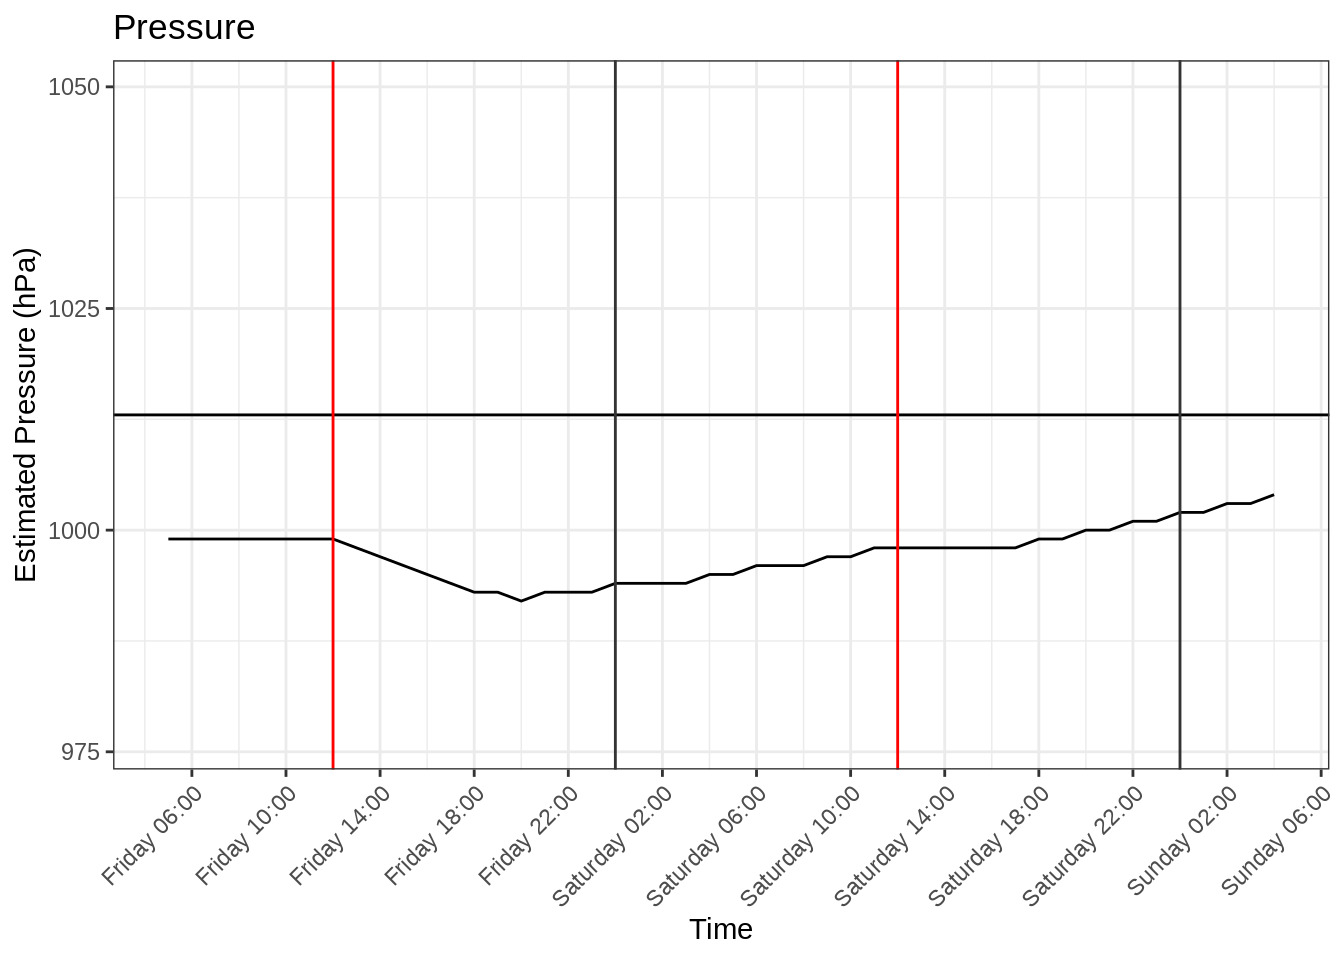 Pressure
Estimated Pressure (hPa)
1050
1025
1000
975
Friday 06:00
Friday 10:00
Friday 14:00
Friday 18:00
Friday 22:00
Saturday 02:00
Saturday 06:00
Saturday 10:00
Saturday 14:00
Saturday 18:00
Saturday 22:00
Sunday 02:00
Sunday 06:00
Time